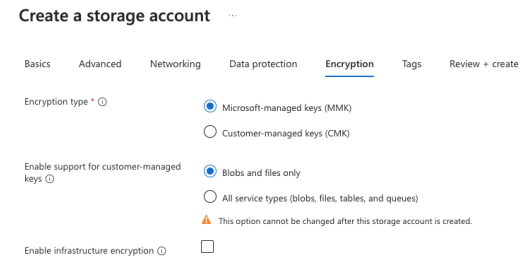 Create a storage account ...
Basics Advanced Networking Data protection Encryption Tags Review + create
Encryption type *
Microsoft-managed keys (MMK)
Customer-managed keys (CMK)
Enable support for customer-managed
keys
Blobs and files only
All service types (blobs, files, tables, and queues)
This option cannot be changed after this storage account is created.
Enable infrastructure encryption